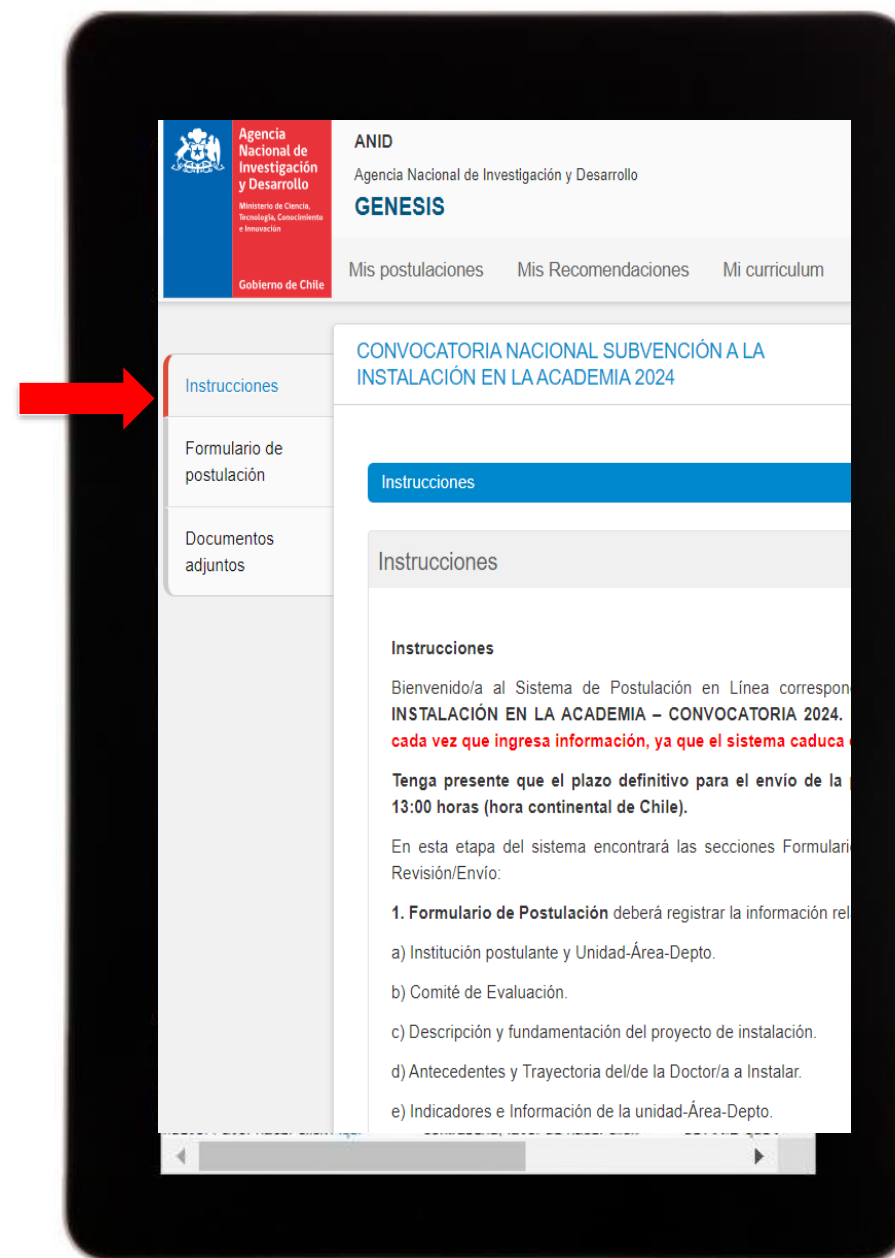 Agencia
Nacional de
Investigación
y Desarrollo
Ministerio de Ciencia,
Tecnología, Conocimiento
e Innovación
Gobierno de Chile
ANID
Agencia Nacional de Investigación y Desarrollo
GENESIS
Mis postulaciones Mis Recomendaciones Mi curriculum
Instrucciones
Formulario de
postulación
Documentos
adjuntos
CONVOCATORIA NACIONAL SUBVENCIÓN A LA
INSTALACIÓN EN LA ACADEMIA 2024
Instrucciones
Instrucciones
Instrucciones
Bienvenido/a al Sistema de Postulación en Línea correspon
INSTALACIÓN EN LA ACADEMIA – CONVOCATORIA 2024.
cada vez que ingresa información, ya que el sistema caduca
Tenga presente que el plazo definitivo para el envío de la
13:00 horas (hora continental de Chile).
En esta etapa del sistema encontrará las secciones Formulari
Revisión/Envío:
1. Formulario de Postulación deberá registrar la información rel
a) Institución postulante y Unidad-Área-Depto.
b) Comité de Evaluación.
c) Descripción y fundamentación del proyecto de instalación.
d) Antecedentes y Trayectoria del/de la Doctor/a a Instalar.
e) Indicadores e Información de la unidad-Área-Depto.